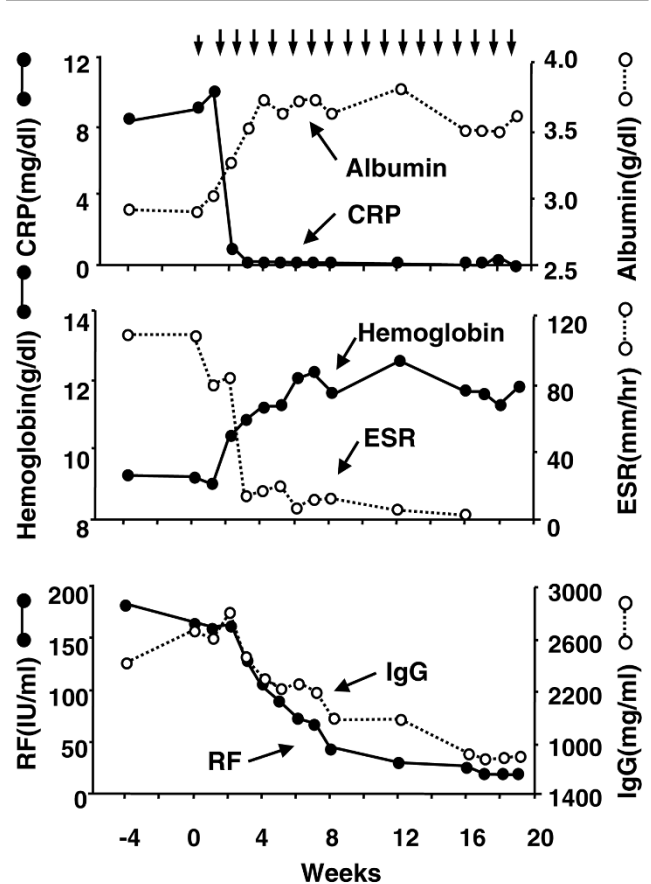 12
8
4
0
CRP(mg/dl)
4.0
3.5
3.0
2.5
Albumin(g/dl)
Albumin
CRP
14
12
10
8
Hemoglobin(g/dl)
120
80
40
0
ESR(mm/hr)
Hemoglobin
ESR
200
150
100
50
0
RF(IU/ml)
3000
2600
2200
1000
1400
IgG(mg/ml)
IgG
RF
-4 0 4 8 12 16 20
Weeks